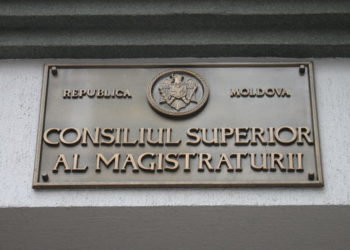 REPUBLICA MOLDOVA
CONSILIUL SUPERIOR
AL MAGISTRATURII